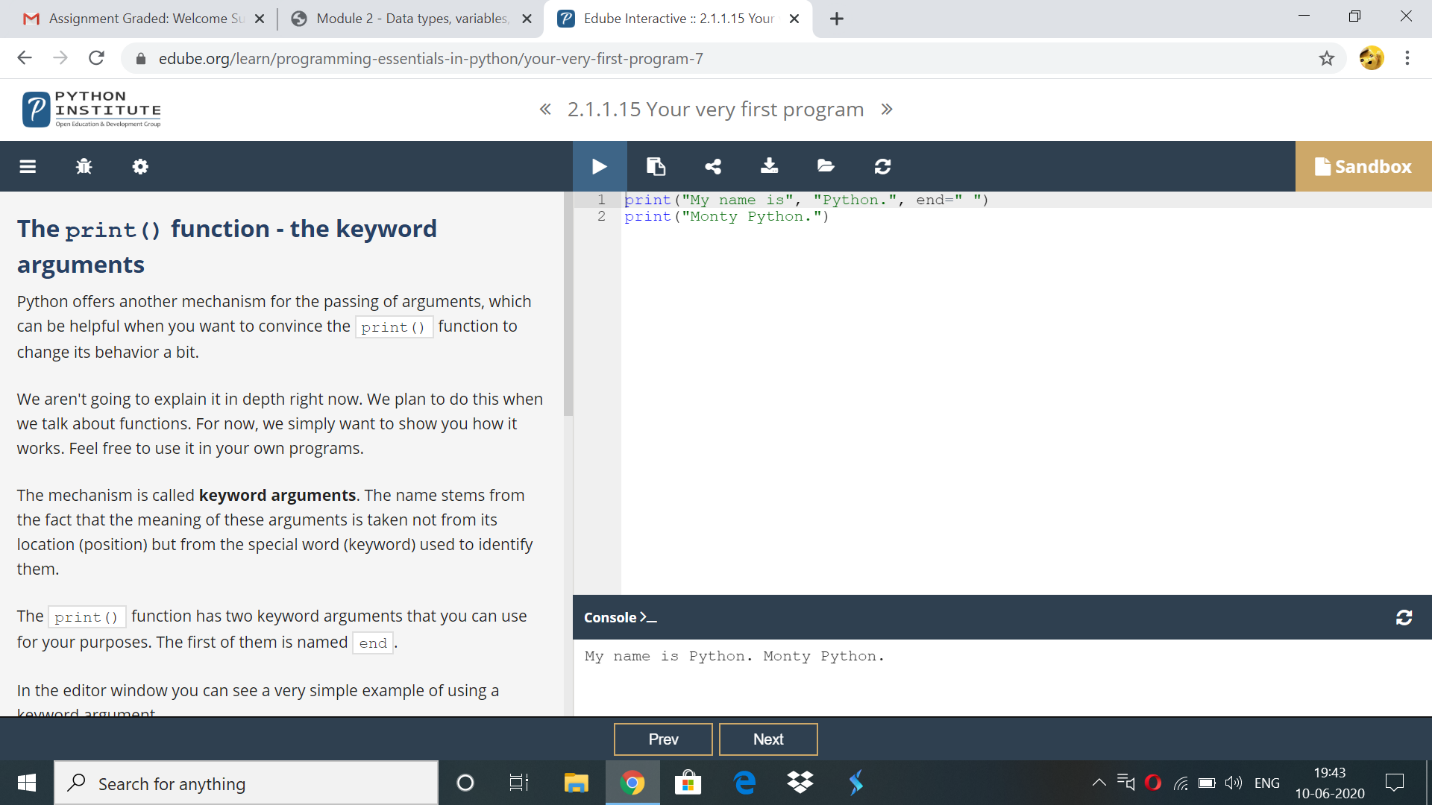 Assignment Graded: Welcome Su
Module 2 - Data types, variables,
Edube Interactive :: 2.1.1.15 Your
edube.org/learn/programming-essentials-in-python/your-very-first-program-7
P PYTHON
INSTITUTE
Open Education & Development Group
« 2.1.1.15 Your very first program »
Sandbox
The print() function - the keyword
arguments
Python offers another mechanism for the passing of arguments, which
can be helpful when you want to convince the print() function to
change its behavior a bit.
We aren't going to explain it in depth right now. We plan to do this when
we talk about functions. For now, we simply want to show you how it
works. Feel free to use it in your own programs.
The mechanism is called keyword arguments. The name stems from
the fact that the meaning of these arguments is taken not from its
location (position) but from the special word (keyword) used to identify
them.
The print() function has two keyword arguments that you can use
for your purposes. The first of them is named end.
In the editor window you can see a very simple example of using a
keyword argument.
1 print("My name is", "Python.", end=" ")
2 print("Monty Python.")
Console >_
My name is Python. Monty Python.
Prev Next
Search for anything
ENG
19:43
10-06-2020